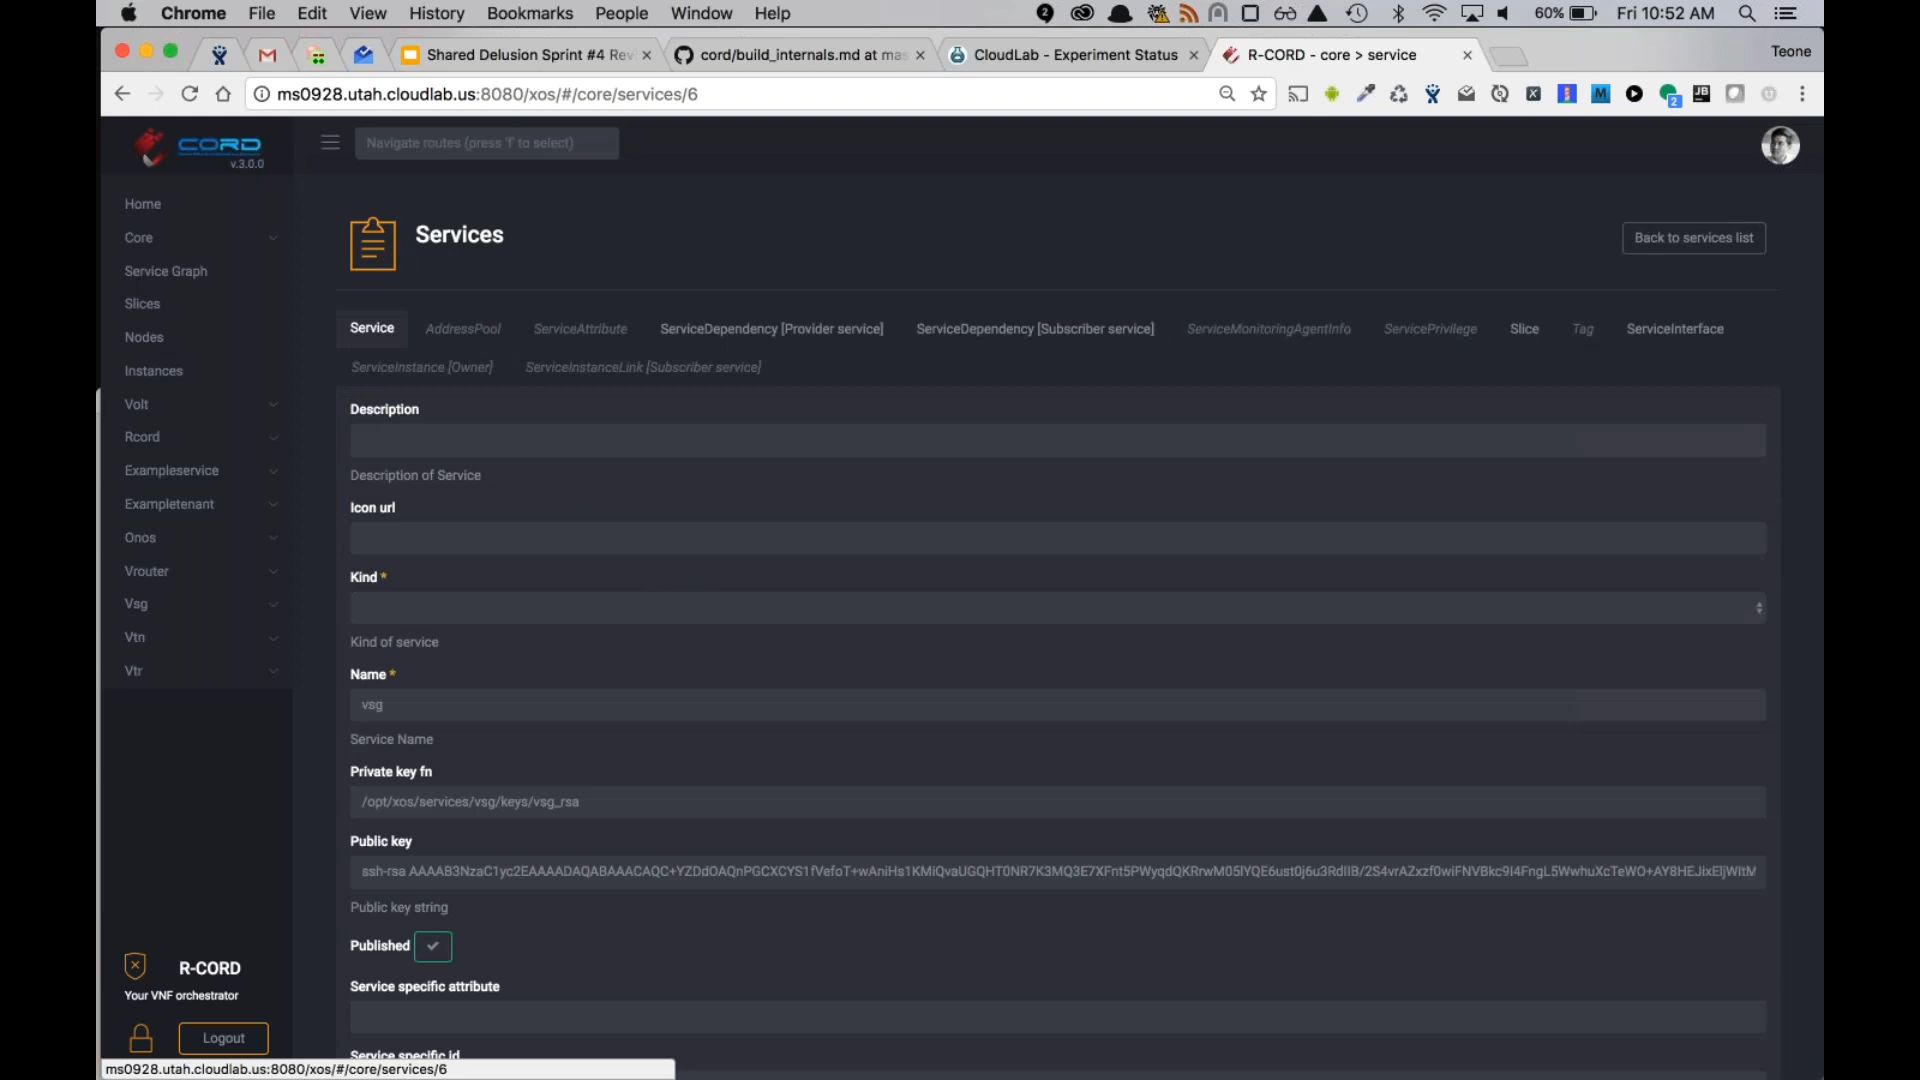 Chrome File Edit View History Bookmarks People Window Help 60% Fri 10:52 AM
Shared Delusion Sprint #4 Rev cord/build_internals.md at mas CloudLab - Experiment Status R-CORD - core > service Teone
ms0928.utah.cloudlab.us:8080/xos/#/core/services/6
CORD
v.3.0.0
Navigate routes (press 'f' to select)
Home
Core
Service Graph
Slices
Nodes
Instances
Volt
Rcord
Exampleservice
Exampletenant
Onos
Vrouter
Vsg
Vtn
Vtr
R-CORD
Your VNF orchestrator
Logout
Services
Back to services list
Service AddressPool ServiceAttribute ServiceDependency [Provider service] ServiceDependency [Subscriber service] ServiceMonitoringAgentInfo ServicePrivilege Slice Tag ServiceInterface
ServiceInstance [Owner] ServiceInstanceLink [Subscriber service]
Description
Description of Service
Icon url
Kind *
Kind of service
Name *
vsg
Service Name
Private key fn
/opt/xos/services/vsg/keys/vsg_rsa
Public key
ssh-rsa
Public key string
Published
Service specific attribute
Service specific id
ms0928.utah.cloudlab.us:8080/xos/#/core/services/6